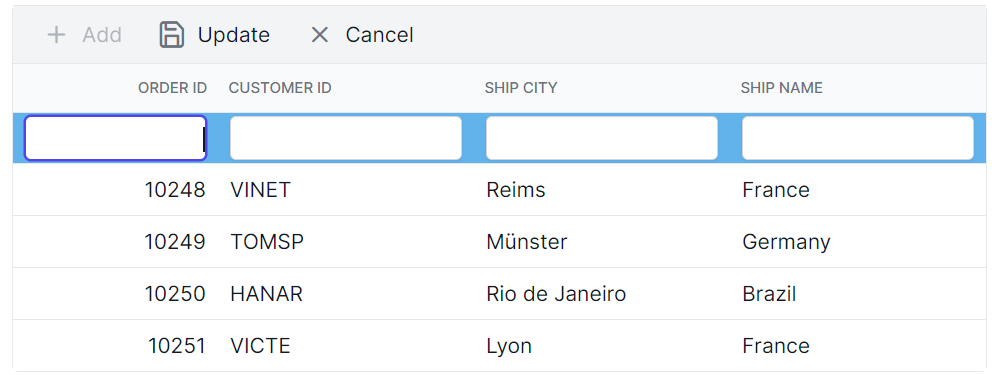 Add Update Cancel
ORDER ID CUSTOMER ID SHIP CITY SHIP NAME
10248 VINET Reims France
10249 TOMSP Münster Germany
10250 HANAR Rio de Janeiro Brazil
10251 VICTE Lyon France